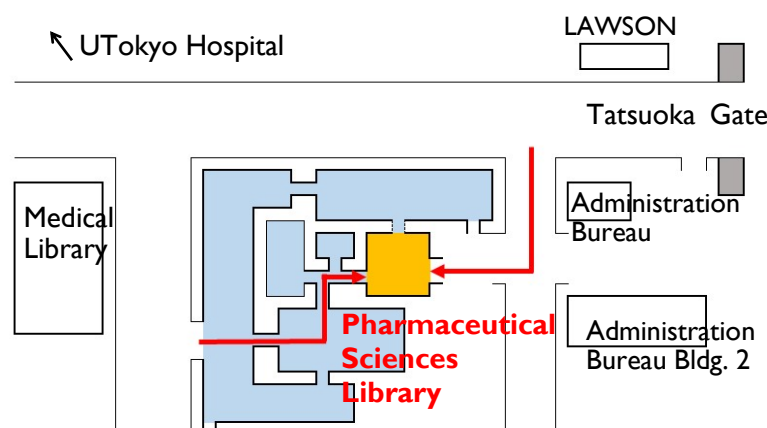 LAWSON
UTokyo Hospital
Tatsuoka Gate
Medical
Library
Administration
Bureau
Pharmaceutical
Sciences
Library
Administration
Bureau Bldg. 2